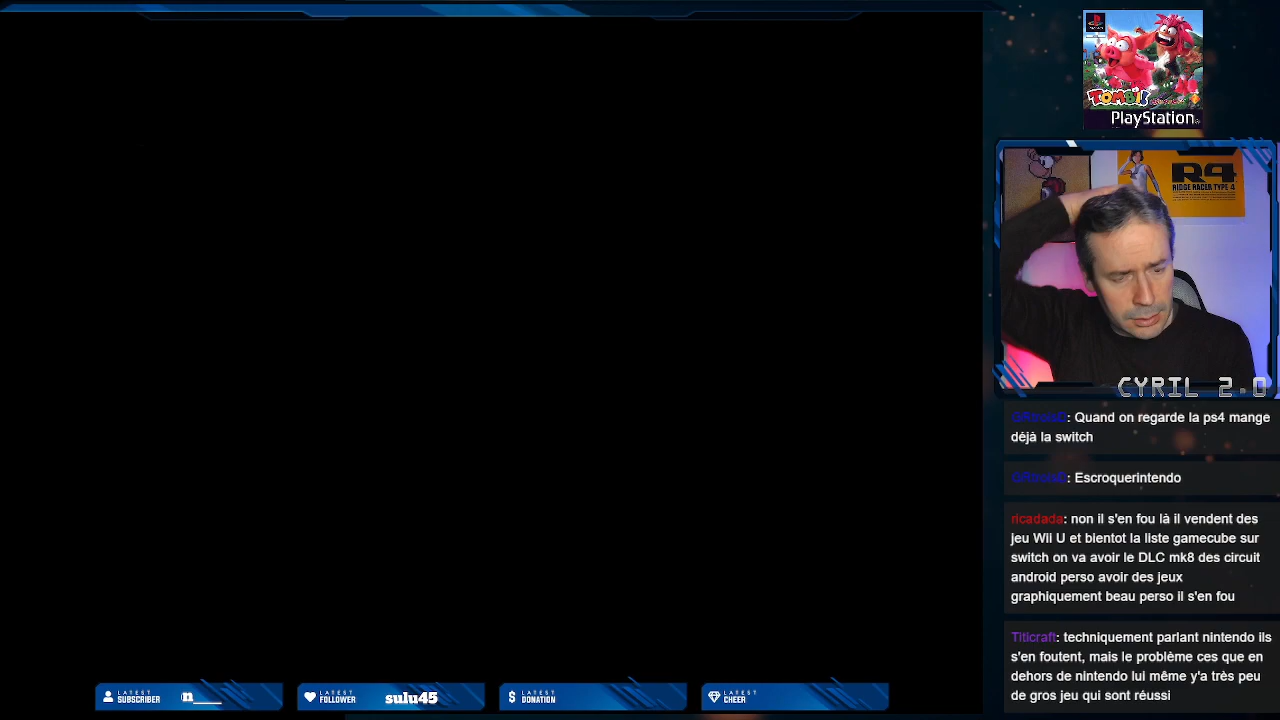 TOMBI!
PlayStation
R4
RIDGE RACER TYPE 4
CYRIL 2.0
: Quand on regarde la ps4 mange
déjà la switch
: Escroquerintendo
ricadada: non il s'en fou là il vendent des
jeu Wii U et bientot la liste gamecube sur
switch on va avoir le DLC mk8 des circuit
android perso avoir des jeux
graphiquement beau perso il s'en fou
Titicraft: techniquement parlant nintendo ils
s'en foutent, mais le problème ces que en
dehors de nintendo lui même y'a très peu
de gros jeu qui sont réussi
LATEST
SUBSCRIBER n____
LATEST
FOLLOWER sulu45
LATEST
DONATION
LATEST
CHEER